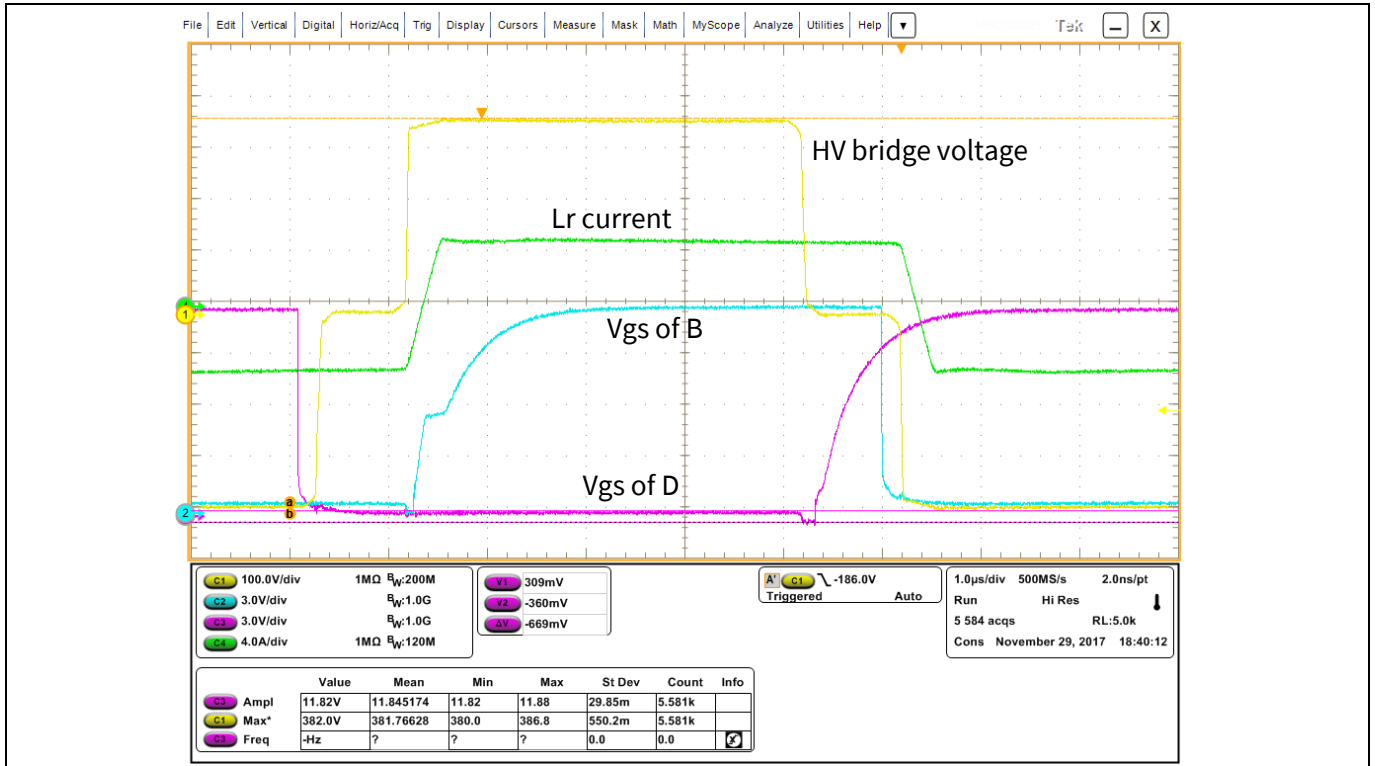 File Edit Vertical Digital Horiz/Acq Trig Display Cursors Measure Mask Math MyScope Analyze Utilities Help ▼ Tek – X
HV bridge voltage
Lr current
1
Vgs of B
Vgs of D
a
b
2
C1 100.0V/div 1MΩ BW:200M
C2 3.0V/div BW:1.0G
C3 3.0V/div BW:1.0G
C4 4.0A/div 1MΩ BW:120M
V1 309mV
V2 -360mV
ΔV -669mV
A' C1 -186.0V
Triggered Auto
1.0µs/div 500MS/s 2.0ns/pt
Run Hi Res
5 584 acqs RL:5.0k
Cons November 29, 2017 18:40:12
Value Mean Min Max St Dev Count Info
C3 Ampl 11.82V 11.845174 11.82 11.88 29.85m 5.581k
C1 Max* 382.0V 381.76628 380.0 386.8 550.2m 5.581k
C3 Freq -Hz ? ? ? 0.0 0.0